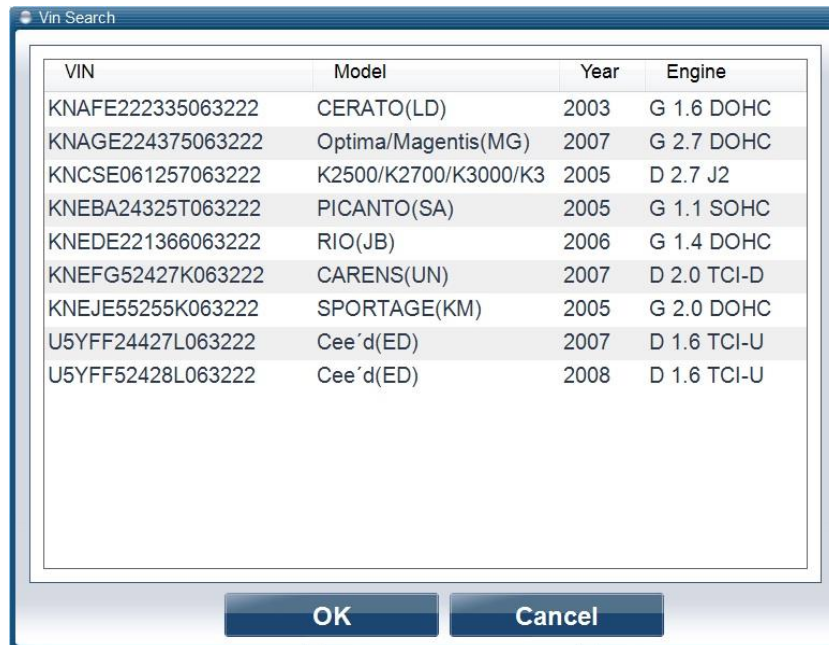 Vin Search
VIN Model Year Engine
KNAFE222335063222 CERATO(LD) 2003 G 1.6 DOHC
KNAGE224375063222 Optima/Magentis(MG) 2007 G 2.7 DOHC
KNCSE061257063222 K2500/K2700/K3000/K3 2005 D 2.7 J2
KNEBA24325T063222 PICANTO(SA) 2005 G 1.1 SOHC
KNEDE221366063222 RIO(JB) 2006 G 1.4 DOHC
KNEFG52427K063222 CARENS(UN) 2007 D 2.0 TCI-D
KNEJE55255K063222 SPORTAGE(KM) 2005 G 2.0 DOHC
U5YFF24427L063222 Cee´d(ED) 2007 D 1.6 TCI-U
U5YFF52428L063222 Cee´d(ED) 2008 D 1.6 TCI-U
OK Cancel